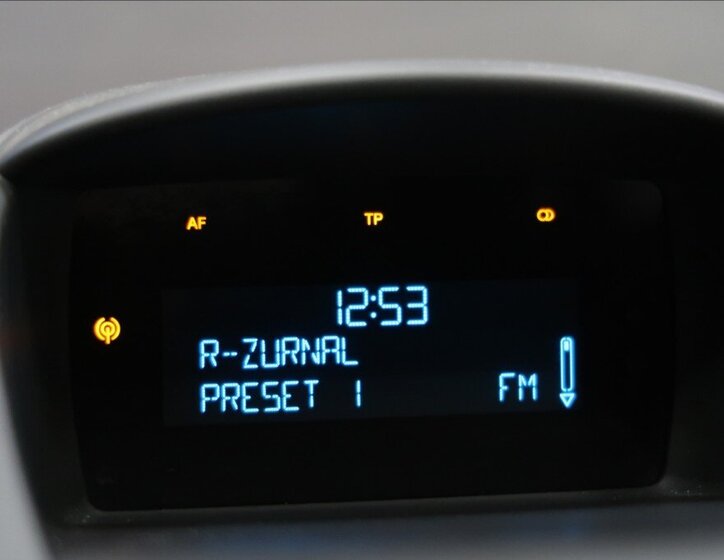 AF TP
12:53
R-ZURNAL
PRESET 1 FM